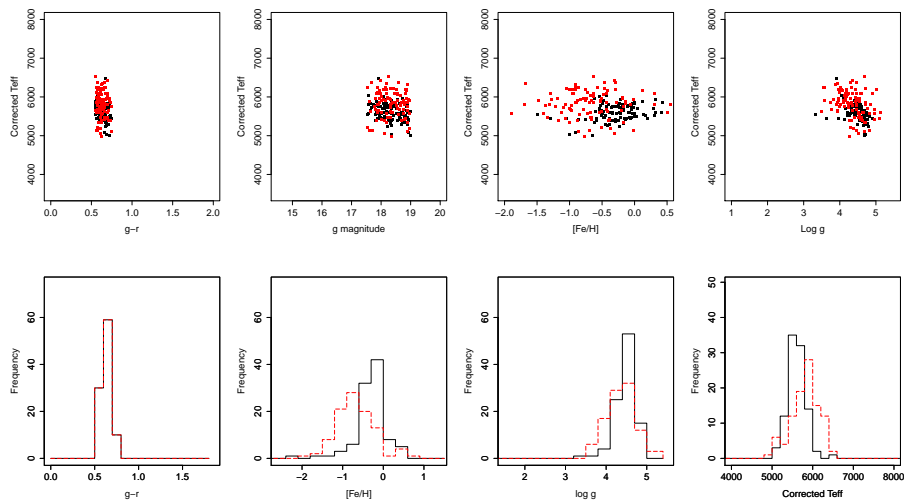 Corrected Teff
4000 5000 6000 7000 8000
0.0 0.5 1.0 1.5 2.0
g−r
Corrected Teff
4000 5000 6000 7000 8000
15 16 17 18 19 20
g magnitude
Corrected Teff
4000 5000 6000 7000 8000
−2.0 −1.5 −1.0 −0.5 0.0 0.5
[Fe/H]
Corrected Teff
4000 5000 6000 7000 8000
1 2 3 4 5
Log g
Frequency
0 20 40 60
0.0 0.5 1.0 1.5
g−r
Frequency
0 20 40 60
−2 −1 0 1
[Fe/H]
Frequency
0 20 40 60
2 3 4 5
log g
Frequency
0 10 20 30 40 50
4000 5000 6000 7000 8000
Corrected Teff